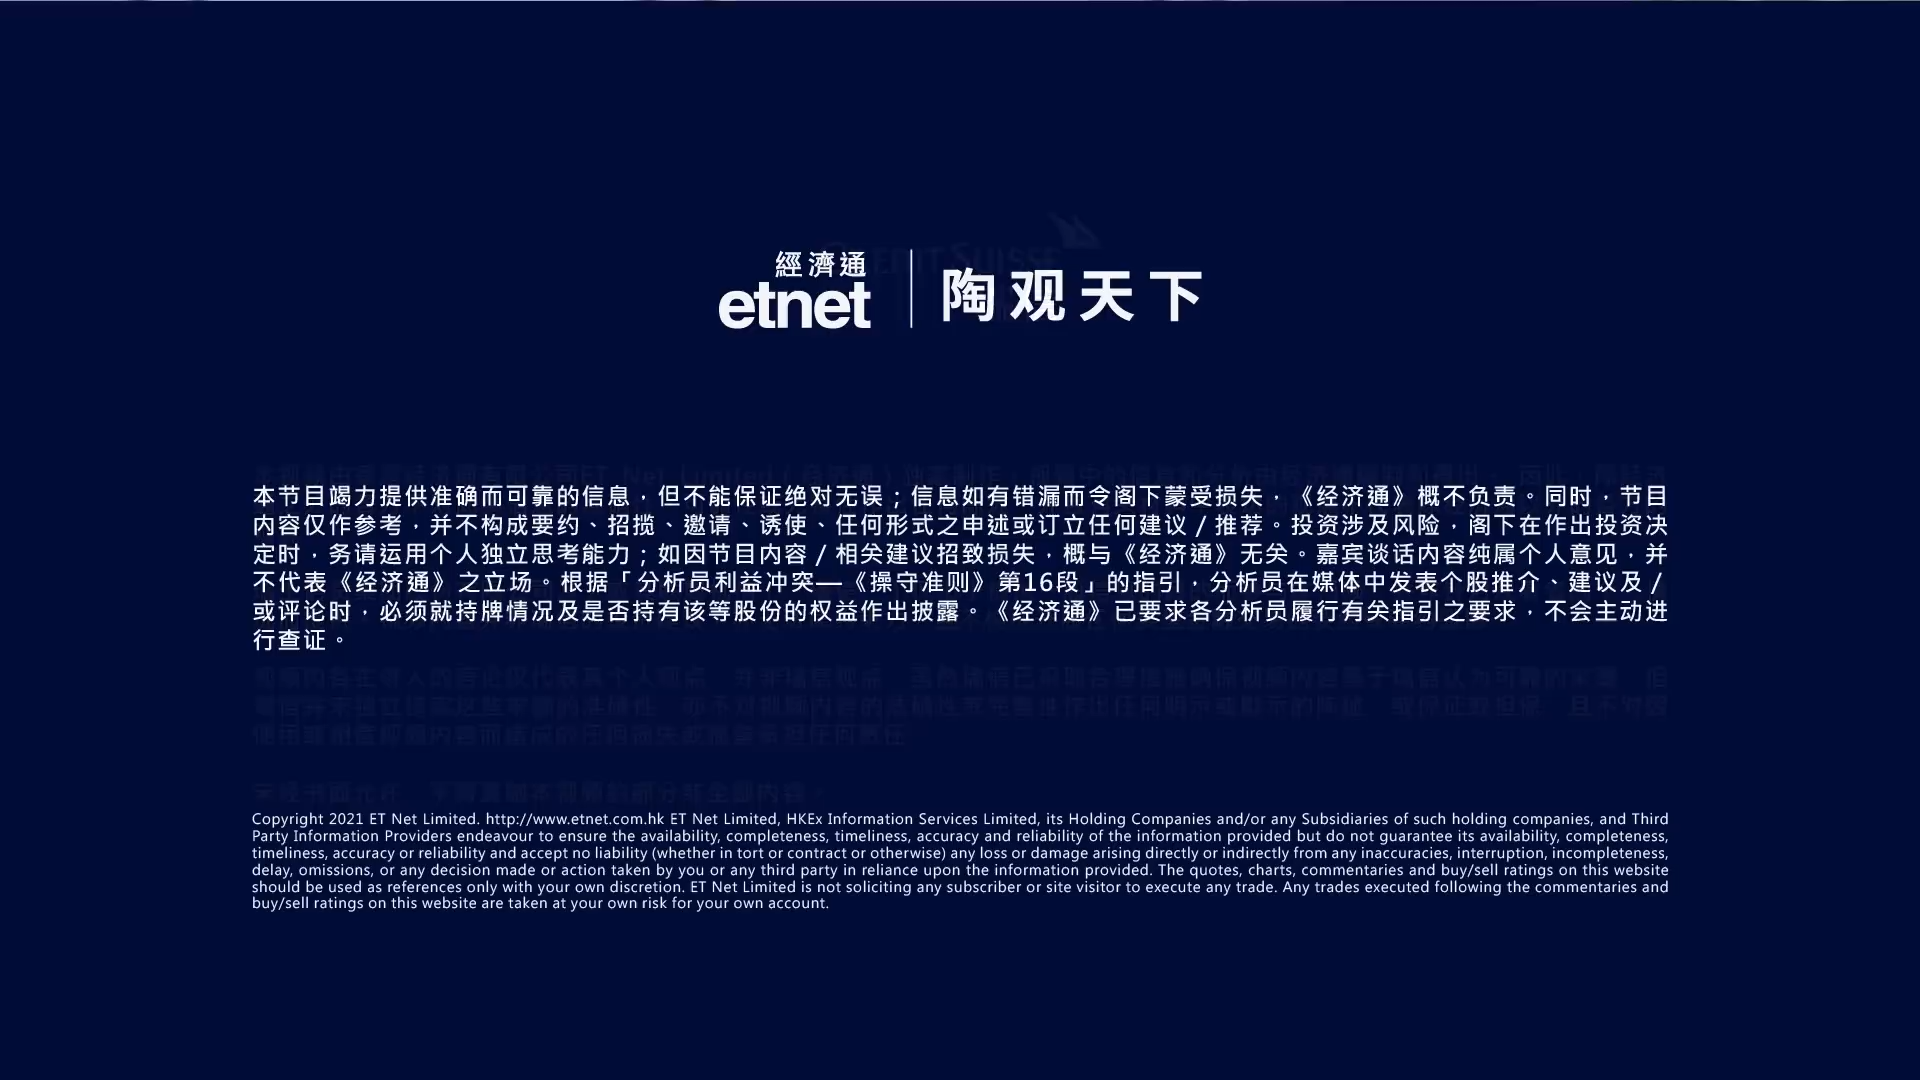 經濟通
etnet
陶观天下
CREDIT SUISSE
本节目竭力提供准确而可靠的信息，但不能保证绝对无误；信息如有错漏而令阁下蒙受损失，《经济通》概不负责。同时，节目
内容仅作参考，并不构成要约、招揽、邀请、诱使、任何形式之申述或订立任何建议 / 推荐。投资涉及风险，阁下在作出投资决
定时，务请运用个人独立思考能力；如因节目内容 / 相关建议招致损失，概与《经济通》无关。嘉宾谈话内容纯属个人意见，并
不代表《经济通》之立场。根据「分析员利益冲突—《操守准则》第16段」的指引，分析员在媒体中发表个股推介、建议及 /
或评论时，必须就持牌情况及是否持有该等股份的权益作出披露。《经济通》已要求各分析员履行有关指引之要求，不会主动进
行查证。
Copyright 2021 ET Net Limited. http://www.etnet.com.hk ET Net Limited, HKEx Information Services Limited, its Holding Companies and/or any Subsidiaries of such holding companies, and Third
Party Information Providers endeavour to ensure the availability, completeness, timeliness, accuracy and reliability of the information provided but do not guarantee its availability, completeness,
timeliness, accuracy or reliability and accept no liability (whether in tort or contract or otherwise) any loss or damage arising directly or indirectly from any inaccuracies, interruption, incompleteness,
delay, omissions, or any decision made or action taken by you or any third party in reliance upon the information provided. The quotes, charts, commentaries and buy/sell ratings on this website
should be used as references only with your own discretion. ET Net Limited is not soliciting any subscriber or site visitor to execute any trade. Any trades executed following the commentaries and
buy/sell ratings on this website are taken at your own risk for your own account.